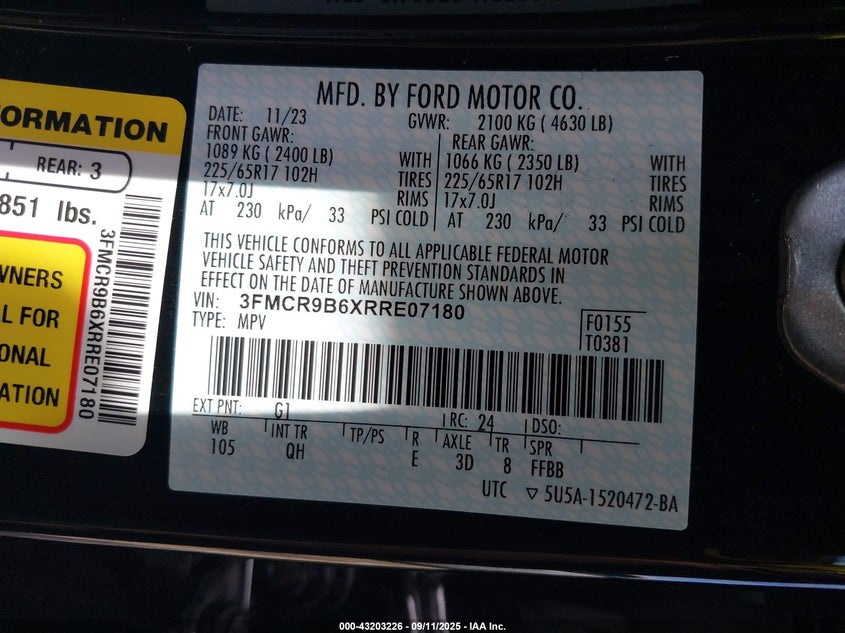 ORMATION
REAR: 3
851 lbs.
WNERS
L FOR
ONAL
ATION
3FMCR9B6XRRE07180
MFD. BY FORD MOTOR CO.
DATE: 11/23 GVWR: 2100 KG ( 4630 LB)
FRONT GAWR: REAR GAWR:
1089 KG ( 2400 LB) WITH 1066 KG ( 2350 LB) WITH
225/65R17 102H TIRES 225/65R17 102H TIRES
17x7.0J RIMS 17x7.0J RIMS
AT 230 kPa/ 33 PSI COLD AT 230 kPa/ 33 PSI COLD
THIS VEHICLE CONFORMS TO ALL APPLICABLE FEDERAL MOTOR
VEHICLE SAFETY AND THEFT PREVENTION STANDARDS IN
EFFECT ON THE DATE OF MANUFACTURE SHOWN ABOVE.
VIN: 3FMCR9B6XRRE07180
TYPE: MPV
F0155
T0381
EXT PNT: G1 RC: 24 DSO:
WB INT TR TP/PS R AXLE TR SPR
105 QH E 3D 8 FFBB
UTC ▽ 5U5A-1520472-BA
000-43203226 - 09/11/2025 - IAA Inc.